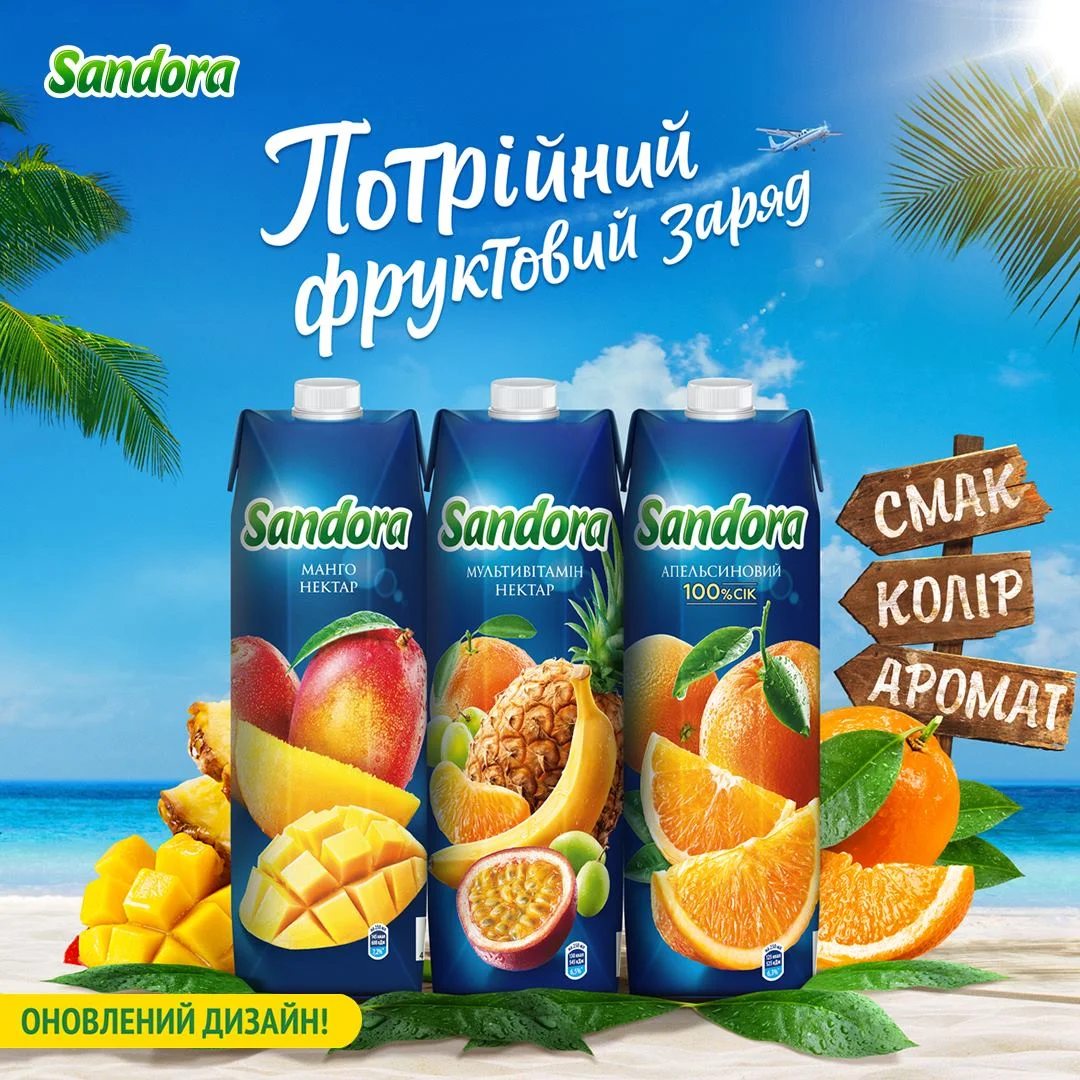 Sandora
Потрійний
фруктовий заряд
Sandora
МАНГО
НЕКТАР
Sandora
МУЛЬТИВІТАМІН
НЕКТАР
Sandora
АПЕЛЬСИНОВИЙ
100% СІК
СМАК
КОЛІР
АРОМАТ
ОНОВЛЕНИЙ ДИЗАЙН!